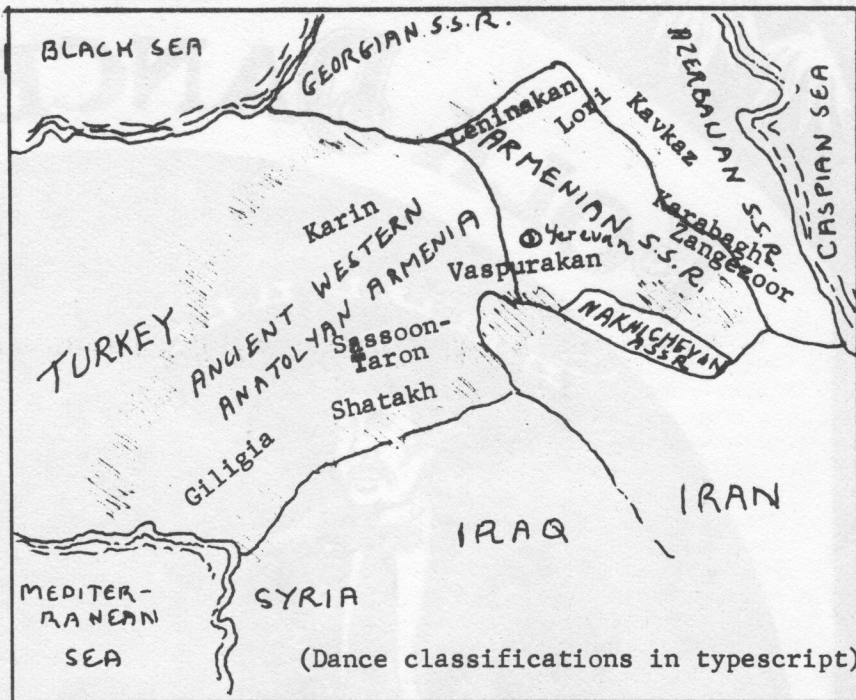 BLACK SEA
GEORGIAN S.S.R.
AZERBANAN S.S.R.
CASPIAN SEA
Leninakan
Lori
Kavkaz
ARMENIAN S.S.R.
Karabagh
Zangezoor
Yerevan
Vaspurakan
NAKHICHEVAN
ASSR
Karin
TURKEY
ANCIENT WESTERN
ANATOLYAN ARMENIA
Sassoon-
Taron
Shatakh
Giligia
IRAN
IRAQ
MEDITER-
RANEAN
SEA
SYRIA
(Dance classifications in typescript)